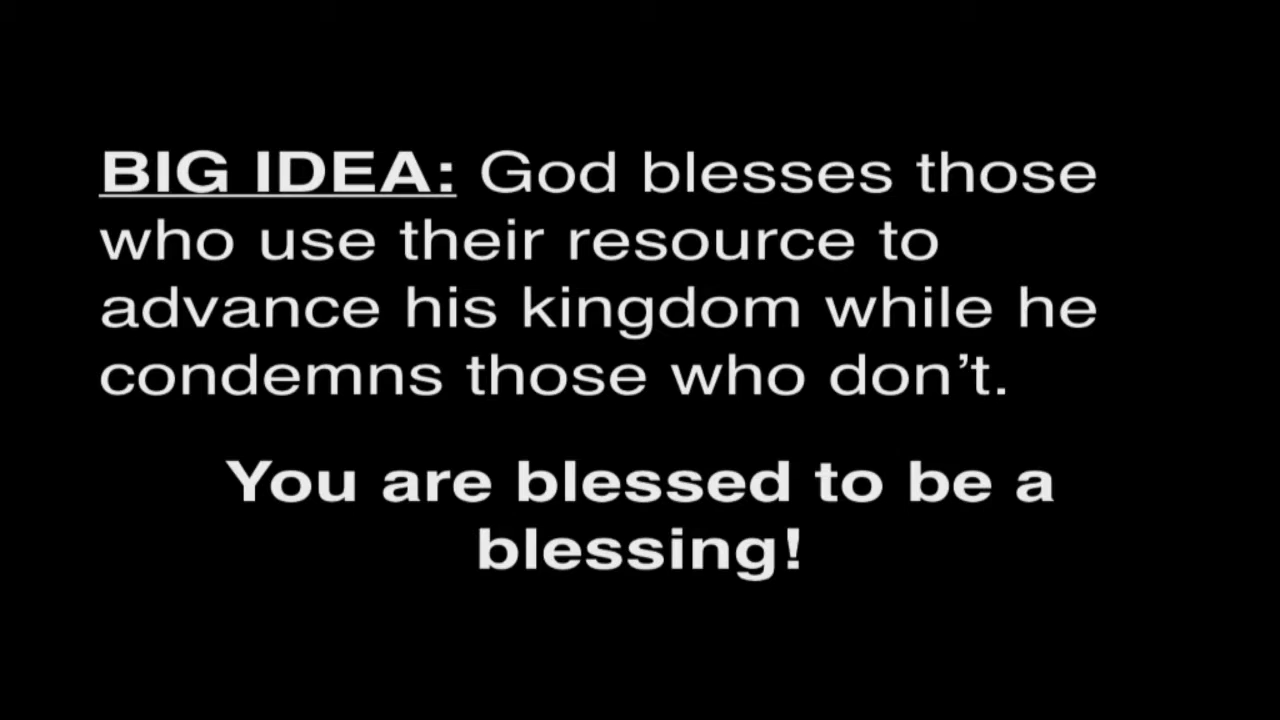 BIG IDEA: God blesses those
who use their resource to
advance his kingdom while he
condemns those who don’t.
You are blessed to be a
blessing!